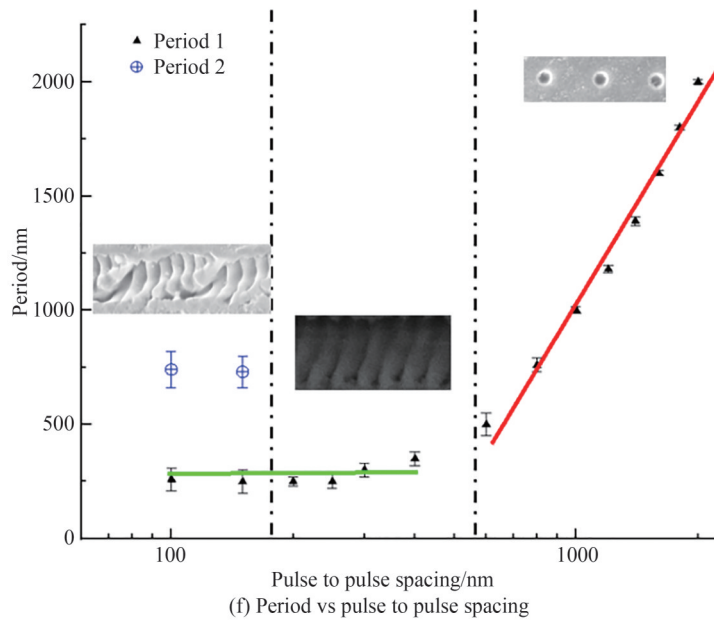 Period 1
Period 2
2000
1500
1000
500
0
Period/nm
100
1000
Pulse to pulse spacing/nm
(f) Period vs pulse to pulse spacing